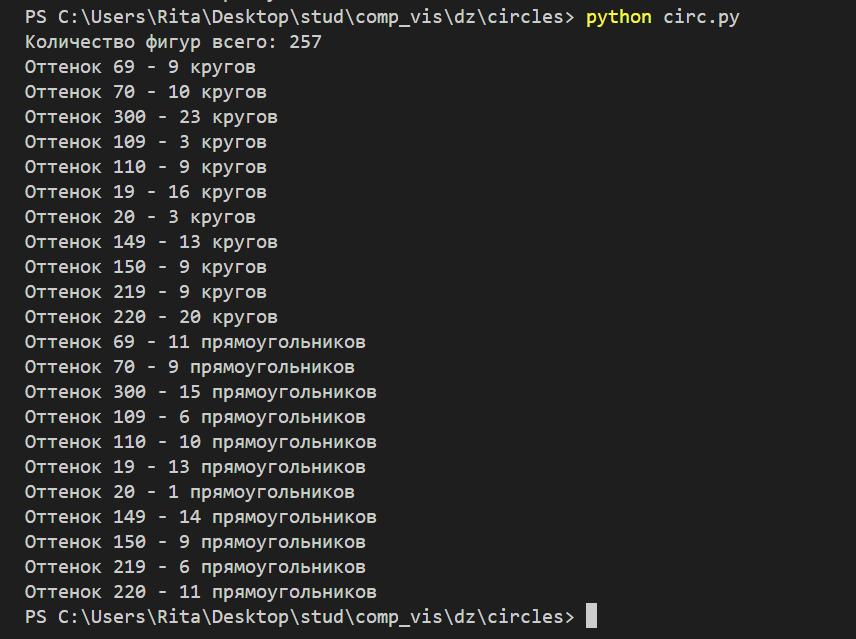 PS C:\Users\Rita\Desktop\stud\comp_vis\dz\circles> python circ.py
Количество фигур всего: 257
Оттенок 69 - 9 кругов
Оттенок 70 - 10 кругов
Оттенок 300 - 23 кругов
Оттенок 109 - 3 кругов
Оттенок 110 - 9 кругов
Оттенок 19 - 16 кругов
Оттенок 20 - 3 кругов
Оттенок 149 - 13 кругов
Оттенок 150 - 9 кругов
Оттенок 219 - 9 кругов
Оттенок 220 - 20 кругов
Оттенок 69 - 11 прямоугольников
Оттенок 70 - 9 прямоугольников
Оттенок 300 - 15 прямоугольников
Оттенок 109 - 6 прямоугольников
Оттенок 110 - 10 прямоугольников
Оттенок 19 - 13 прямоугольников
Оттенок 20 - 1 прямоугольников
Оттенок 149 - 14 прямоугольников
Оттенок 150 - 9 прямоугольников
Оттенок 219 - 6 прямоугольников
Оттенок 220 - 11 прямоугольников
PS C:\Users\Rita\Desktop\stud\comp_vis\dz\circles>